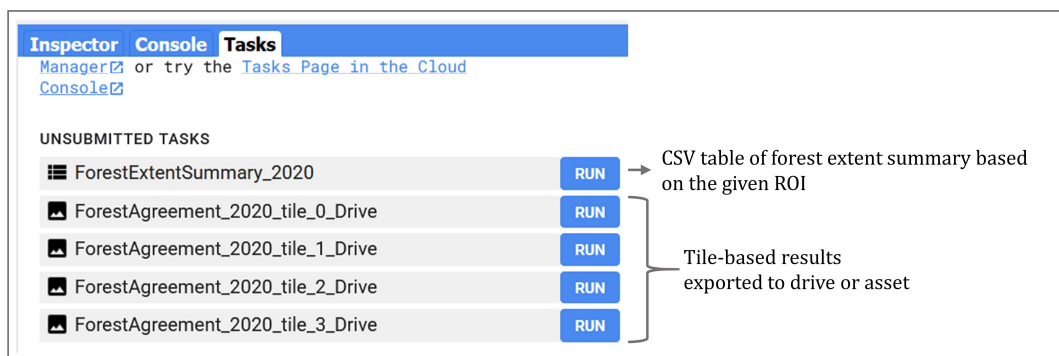 Inspector Console Tasks
Manager or try the Tasks Page in the Cloud
Console
UNSUBMITTED TASKS
ForestExtentSummary_2020 RUN
CSV table of forest extent summary based
on the given ROI
ForestAgreement_2020_tile_0_Drive RUN
ForestAgreement_2020_tile_1_Drive RUN
ForestAgreement_2020_tile_2_Drive RUN
ForestAgreement_2020_tile_3_Drive RUN
Tile-based results
exported to drive or asset